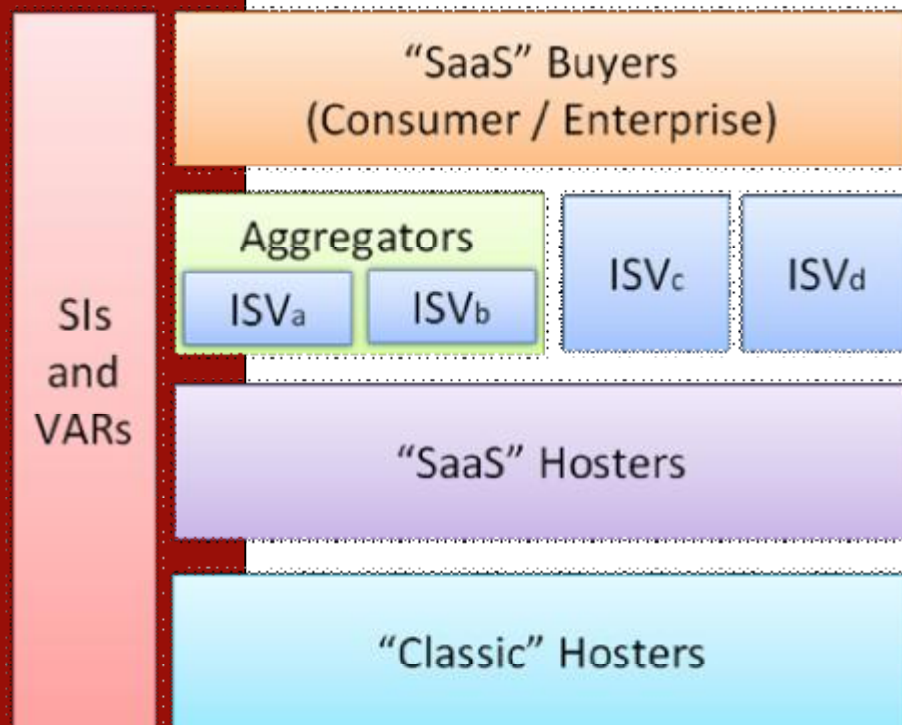 “SaaS” Buyers
(Consumer / Enterprise)
Aggregators
ISVa
ISVb
ISVc
ISVd
SIs
and
VARs
“SaaS” Hosters
“Classic” Hosters